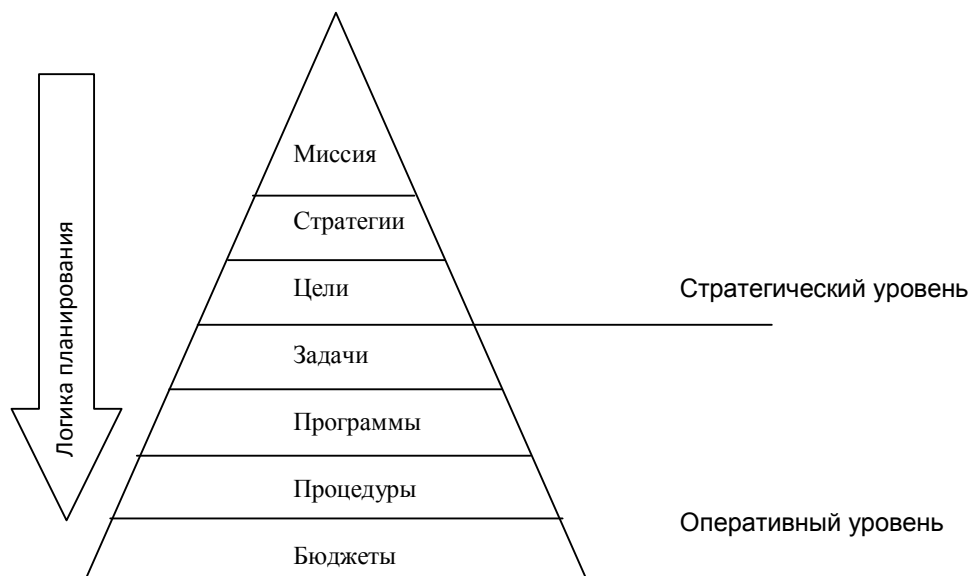 Миссия
Стратегии
Цели
Стратегический уровень
Задачи
Программы
Процедуры
Оперативный уровень
Бюджеты
Логика планирования